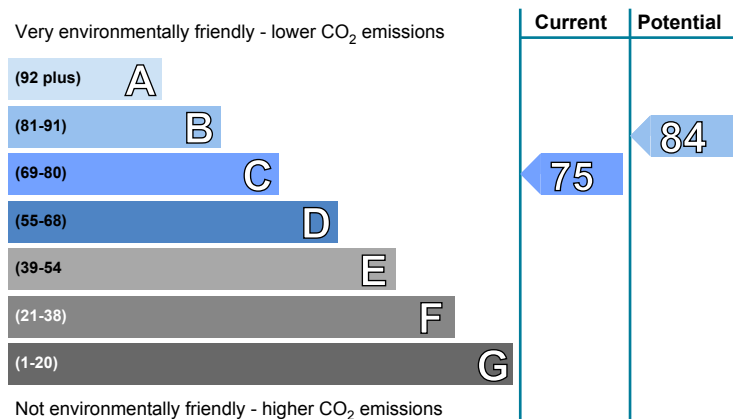 Very environmentally friendly - lower CO2 emissions
Current
Potential
(92 plus) A
(81-91) B
84
(69-80) C
75
(55-68) D
(39-54 E
(21-38) F
(1-20) G
Not environmentally friendly - higher CO2 emissions